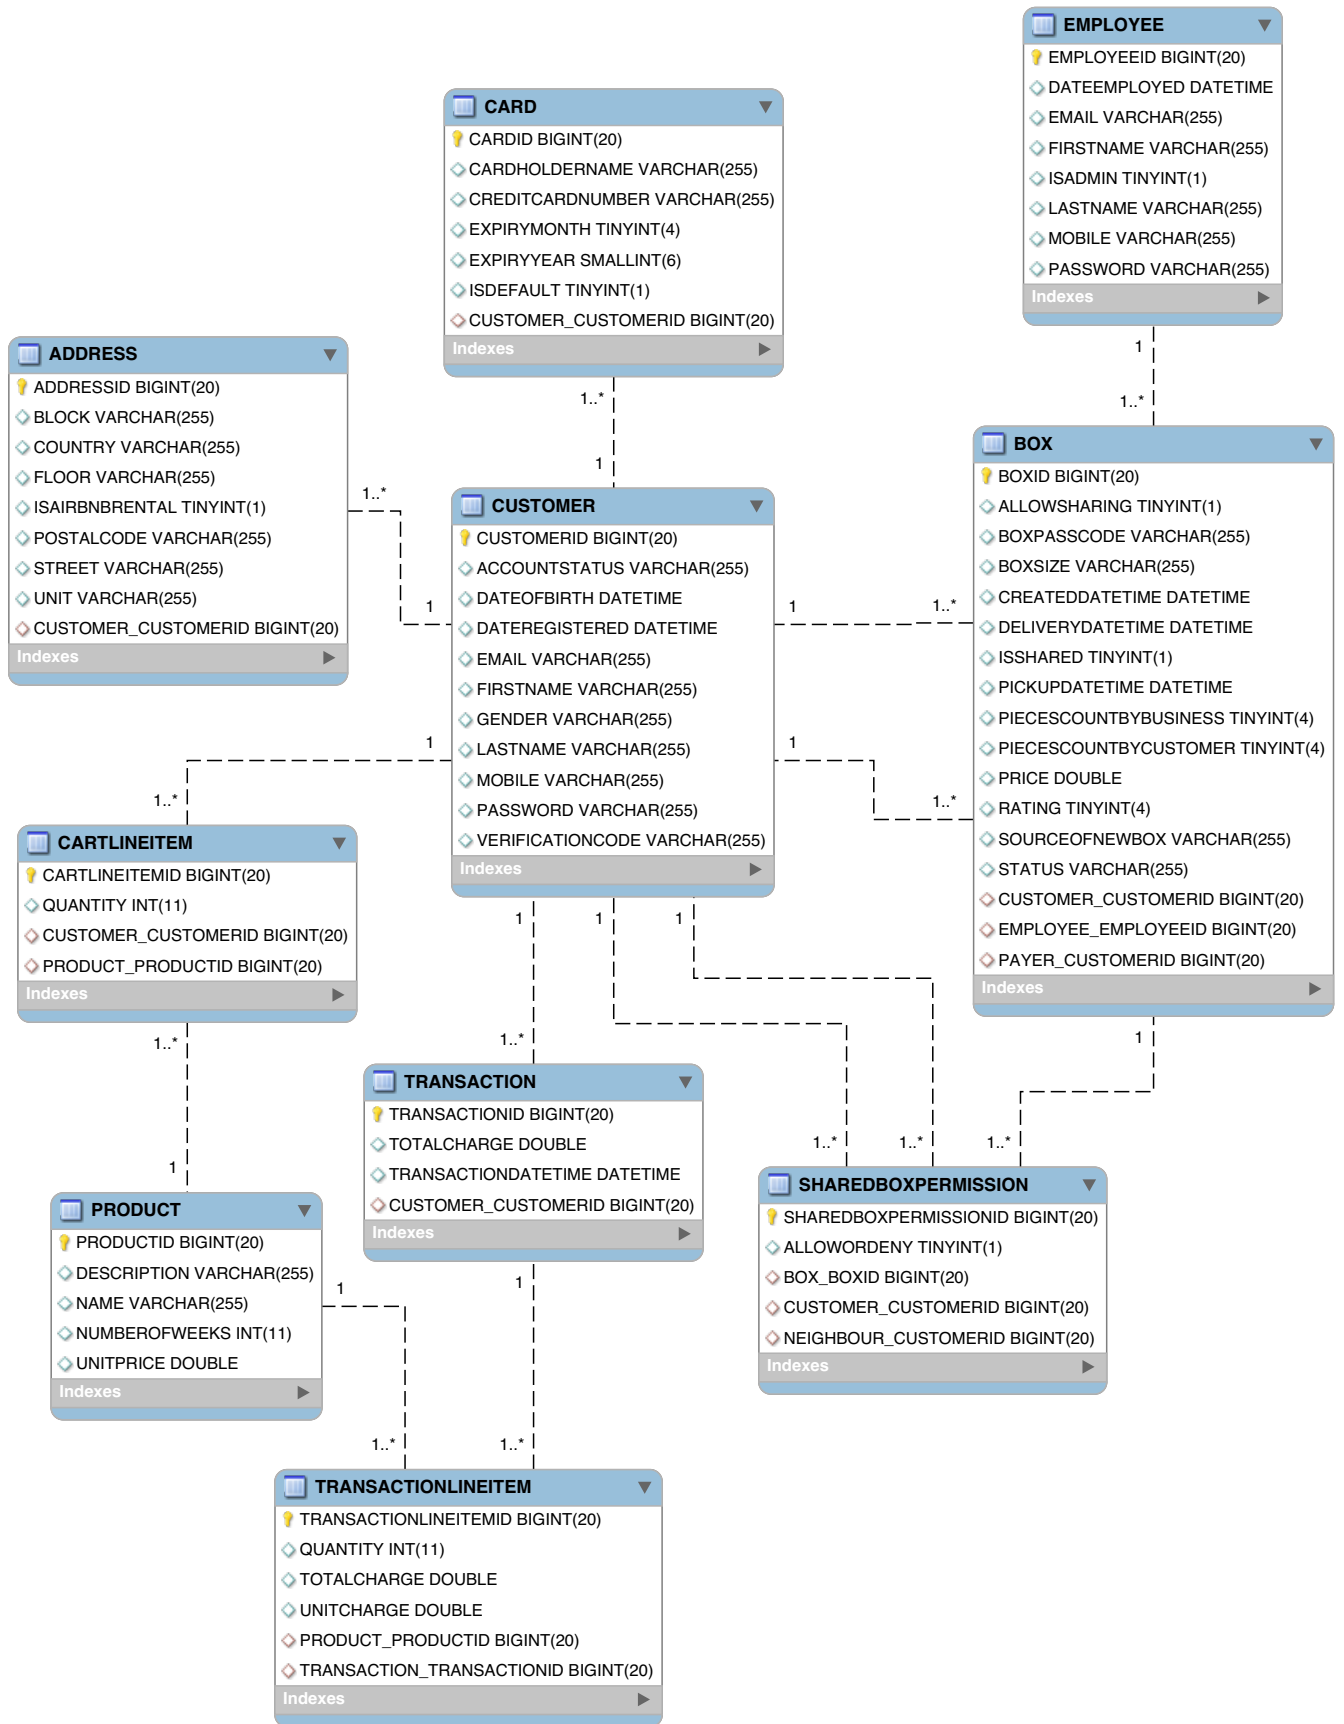 EMPLOYEE
EMPLOYEEID BIGINT(20)
DATEEMPLOYED DATETIME
EMAIL VARCHAR(255)
FIRSTNAME VARCHAR(255)
ISADMIN TINYINT(1)
LASTNAME VARCHAR(255)
MOBILE VARCHAR(255)
PASSWORD VARCHAR(255)
Indexes
1
1..*
CARD
CARDID BIGINT(20)
CARDHOLDERNAME VARCHAR(255)
CREDITCARDNUMBER VARCHAR(255)
EXPIRYMONTH TINYINT(4)
EXPIRYYEAR SMALLINT(6)
ISDEFAULT TINYINT(1)
CUSTOMER_CUSTOMERID BIGINT(20)
Indexes
1..*
1
ADDRESS
ADDRESSID BIGINT(20)
BLOCK VARCHAR(255)
COUNTRY VARCHAR(255)
FLOOR VARCHAR(255)
ISAIRBNBRENTAL TINYINT(1)
POSTALCODE VARCHAR(255)
STREET VARCHAR(255)
UNIT VARCHAR(255)
CUSTOMER_CUSTOMERID BIGINT(20)
Indexes
1..*
1
CUSTOMER
CUSTOMERID BIGINT(20)
ACCOUNTSTATUS VARCHAR(255)
DATEOFBIRTH DATETIME
DATEREGISTERED DATETIME
EMAIL VARCHAR(255)
FIRSTNAME VARCHAR(255)
GENDER VARCHAR(255)
LASTNAME VARCHAR(255)
MOBILE VARCHAR(255)
PASSWORD VARCHAR(255)
VERIFICATIONCODE VARCHAR(255)
Indexes
1
1..*
1
1..*
BOX
BOXID BIGINT(20)
ALLOWSHARING TINYINT(1)
BOXPASSCODE VARCHAR(255)
BOXSIZE VARCHAR(255)
CREATEDDATETIME DATETIME
DELIVERYDATETIME DATETIME
ISSHARED TINYINT(1)
PICKUPDATETIME DATETIME
PIECESCOUNTBYBUSINESS TINYINT(4)
PIECESCOUNTBYCUSTOMER TINYINT(4)
PRICE DOUBLE
RATING TINYINT(4)
SOURCEOFNEWBOX VARCHAR(255)
STATUS VARCHAR(255)
CUSTOMER_CUSTOMERID BIGINT(20)
EMPLOYEE_EMPLOYEEID BIGINT(20)
PAYER_CUSTOMERID BIGINT(20)
Indexes
1
1..*
CARTLINEITEM
CARTLINEITEMID BIGINT(20)
QUANTITY INT(11)
CUSTOMER_CUSTOMERID BIGINT(20)
PRODUCT_PRODUCTID BIGINT(20)
Indexes
1..*
1
1
1
1
1
1..*
TRANSACTION
TRANSACTIONID BIGINT(20)
TOTALCHARGE DOUBLE
TRANSACTIONDATETIME DATETIME
CUSTOMER_CUSTOMERID BIGINT(20)
Indexes
1..*
1..*
1..*
SHAREDBOXPERMISSION
SHAREDBOXPERMISSIONID BIGINT(20)
ALLOWORDENY TINYINT(1)
BOX_BOXID BIGINT(20)
CUSTOMER_CUSTOMERID BIGINT(20)
NEIGHBOUR_CUSTOMERID BIGINT(20)
Indexes
PRODUCT
PRODUCTID BIGINT(20)
DESCRIPTION VARCHAR(255)
NAME VARCHAR(255)
NUMBEROFWEEKS INT(11)
UNITPRICE DOUBLE
Indexes
1
1
1..*
1..*
TRANSACTIONLINEITEM
TRANSACTIONLINEITEMID BIGINT(20)
QUANTITY INT(11)
TOTALCHARGE DOUBLE
UNITCHARGE DOUBLE
PRODUCT_PRODUCTID BIGINT(20)
TRANSACTION_TRANSACTIONID BIGINT(20)
Indexes